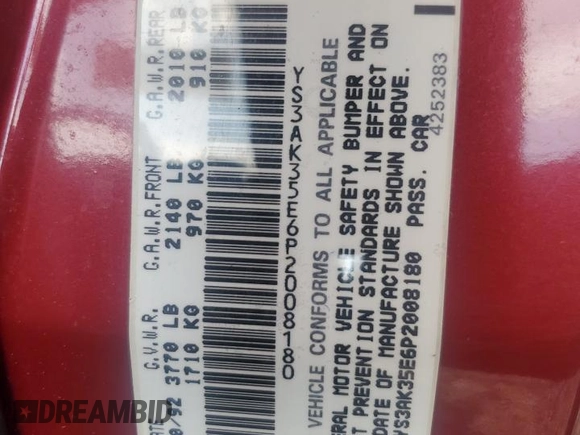 G.V.W.R. G.A.W.R.FRONT G.A.W.R.REAR
3770 LB 2140 LB 2010 LB
1710 KG 970 KG 910 KG
YS3AK35E6P2008180
VEHICLE CONFORMS TO ALL APPLICABLE
MOTOR VEHICLE SAFETY BUMPER AND
PREVENTION STANDARDS IN EFFECT ON
DATE OF MANUFACTURE SHOWN ABOVE.
YS3AK35E6P2008180 PASS. CAR
4252383
DREAMBID